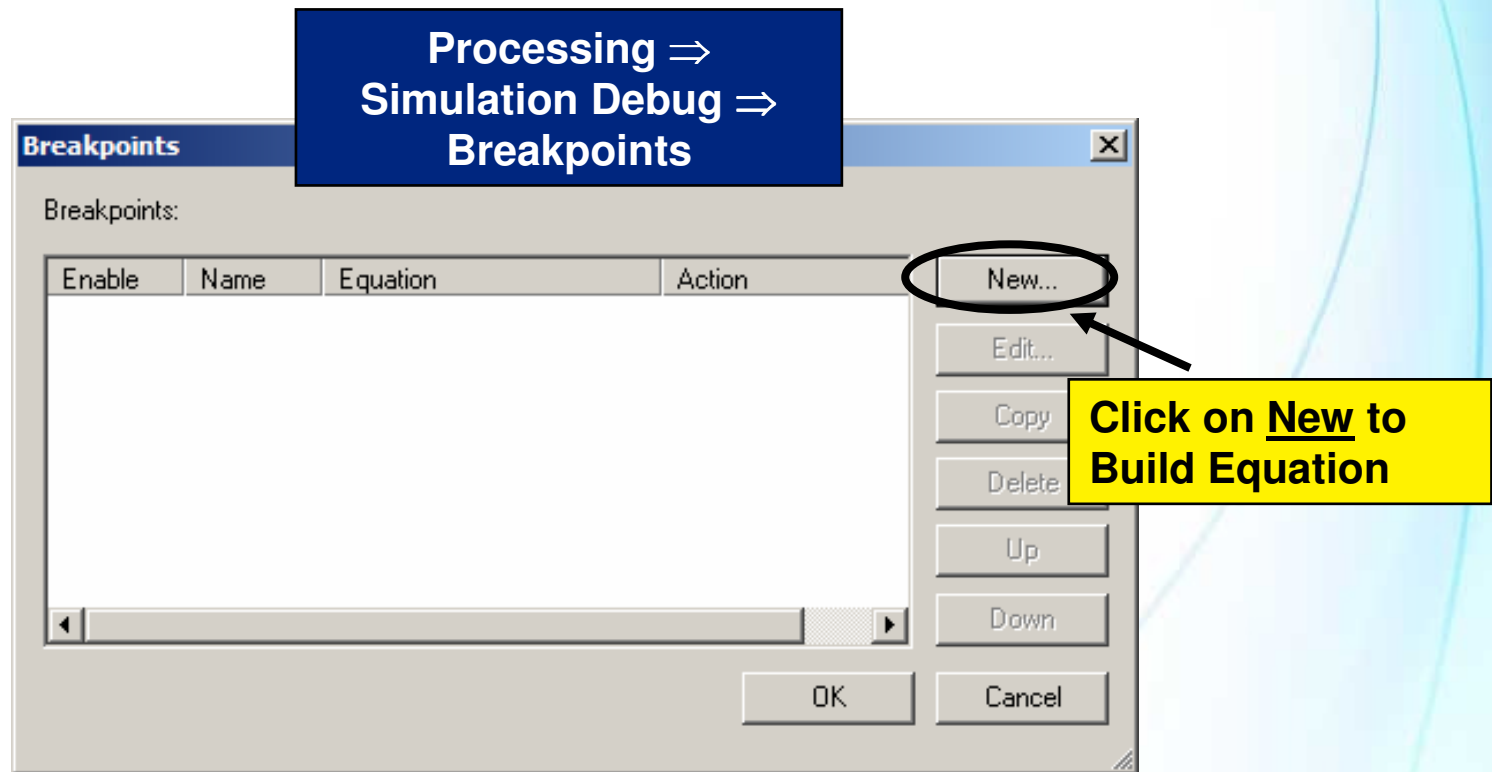 Processing ⇒
Simulation Debug ⇒
Breakpoints
Breakpoints
Breakpoints:
Enable Name Equation Action
New...
Edit...
Copy
Delete
Up
Down
Click on New to
Build Equation
OK Cancel